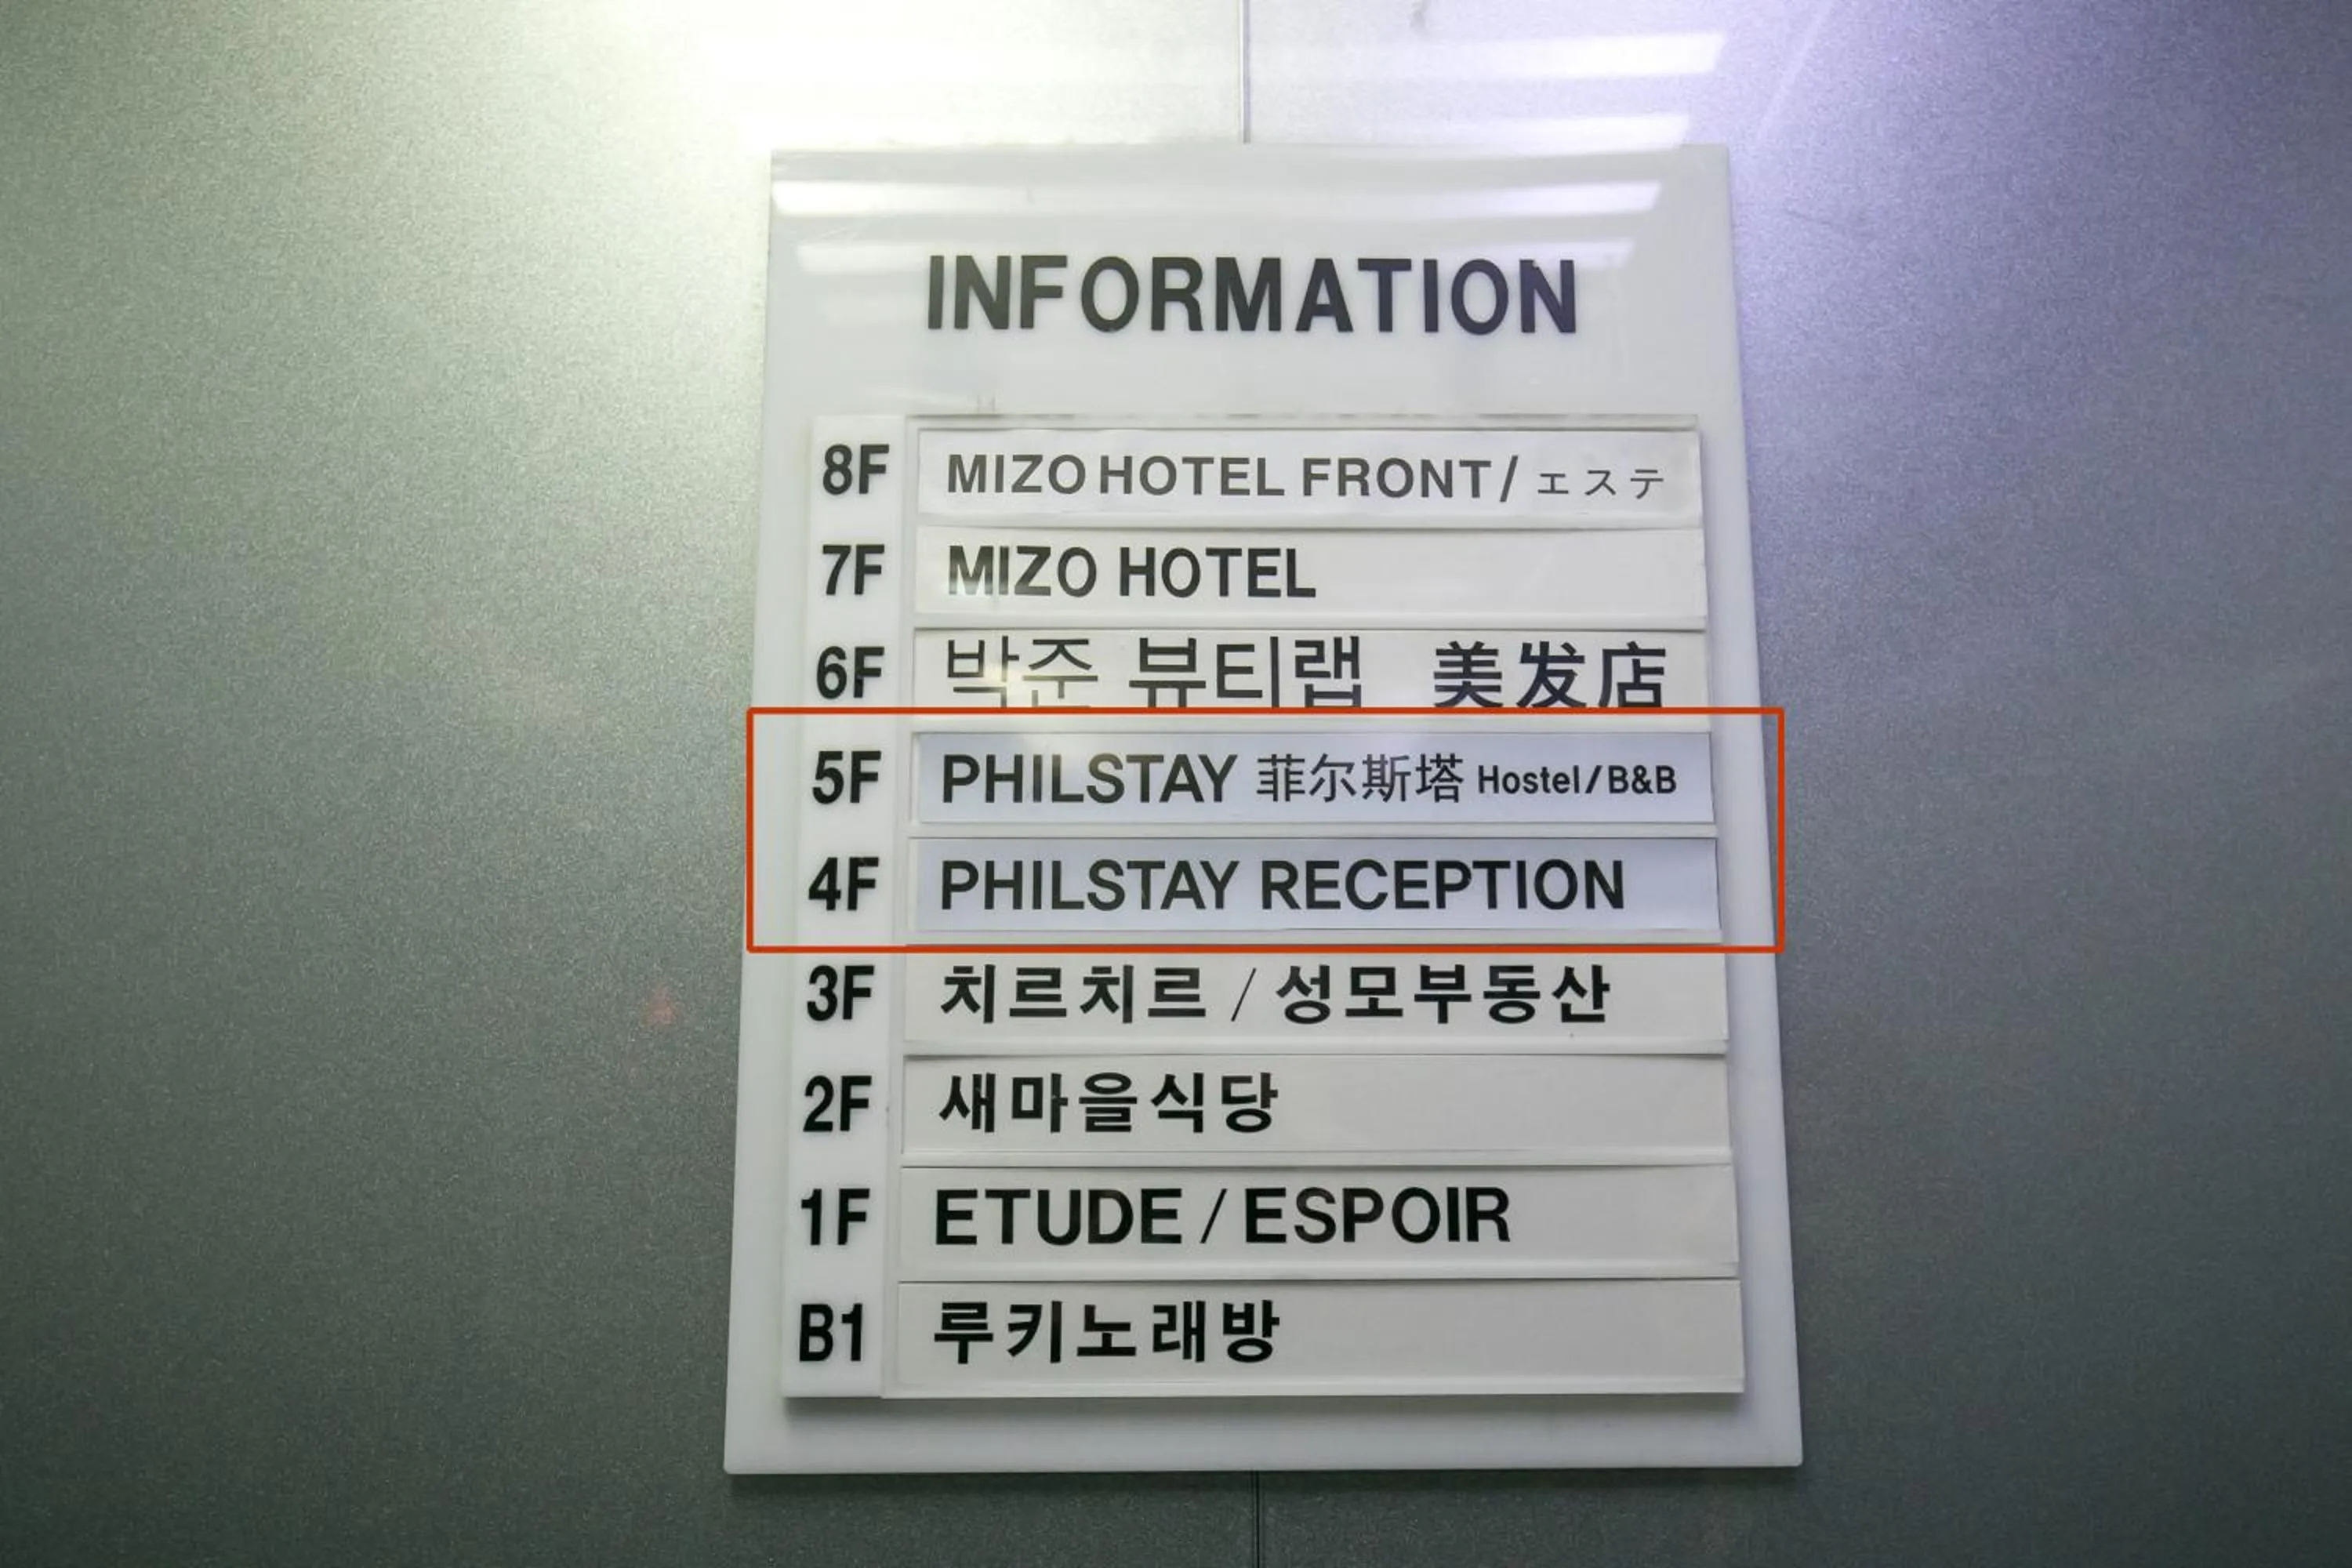 INFORMATION
8F MIZO HOTEL FRONT / エステ
7F MIZO HOTEL
6F 박준 뷰티랩 美发店
5F PHILSTAY 菲尔斯塔 Hostel/B&B
4F PHILSTAY RECEPTION
3F 치르치르 / 성모부동산
2F 새마을식당
1F ETUDE / ESPOIR
B1 루키노래방